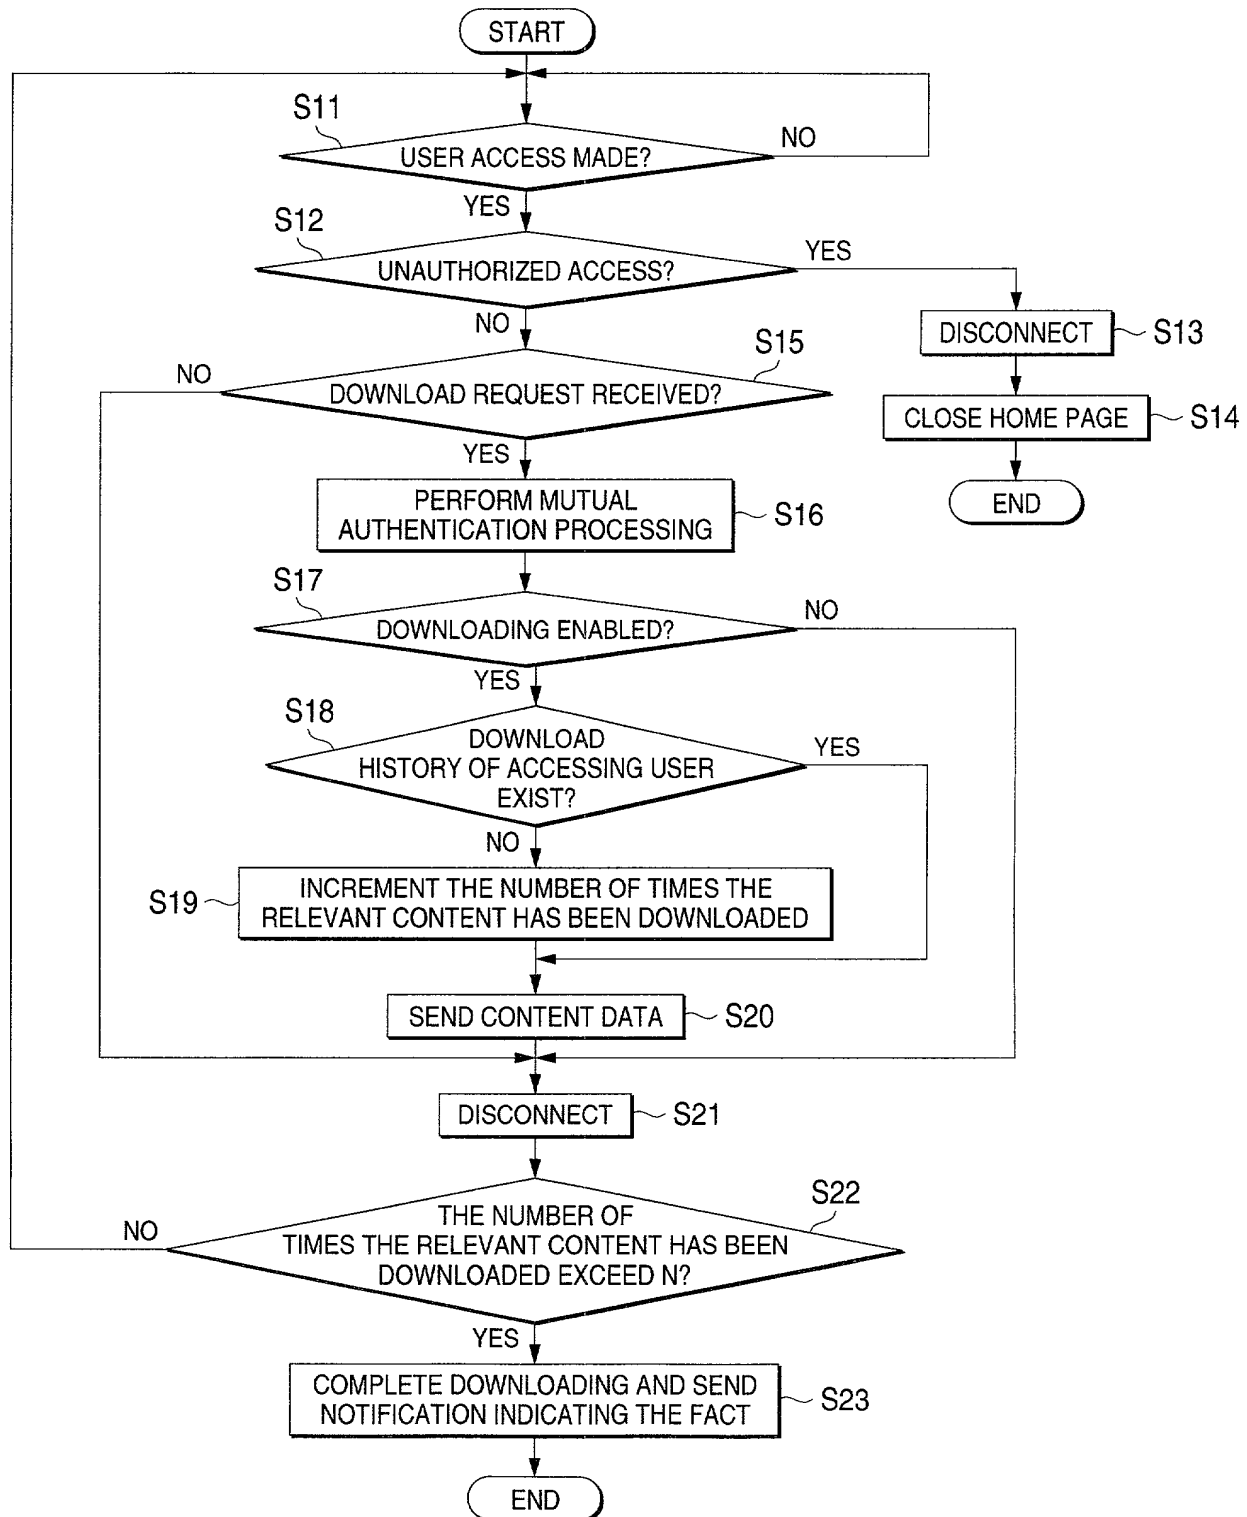 START
S11
USER ACCESS MADE?
NO
YES
S12
UNAUTHORIZED ACCESS?
YES
NO
DISCONNECT
S13
S15
NO
DOWNLOAD REQUEST RECEIVED?
CLOSE HOME PAGE
S14
YES
PERFORM MUTUAL
AUTHENTICATION PROCESSING
S16
END
S17
DOWNLOADING ENABLED?
NO
YES
S18
DOWNLOAD
HISTORY OF ACCESSING USER
EXIST?
YES
NO
S19
INCREMENT THE NUMBER OF TIMES THE
RELEVANT CONTENT HAS BEEN DOWNLOADED
SEND CONTENT DATA
S20
DISCONNECT
S21
S22
NO
THE NUMBER OF
TIMES THE RELEVANT CONTENT HAS BEEN
DOWNLOADED EXCEED N?
YES
COMPLETE DOWNLOADING AND SEND
NOTIFICATION INDICATING THE FACT
S23
END